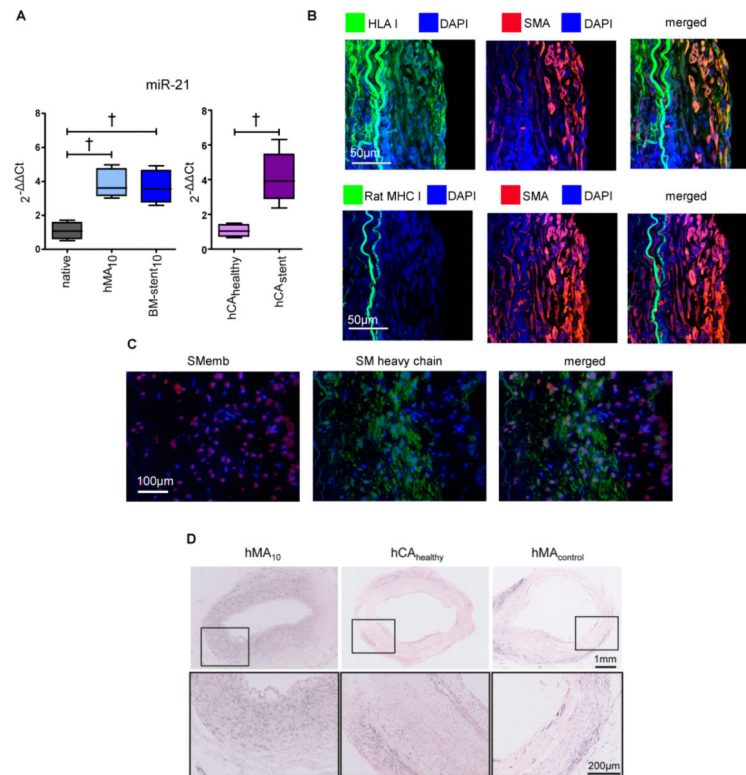 A
miR-21
2-ΔΔCt
8
6
4
2
0
†
†
native
hMA10
BM-stent10
2-ΔΔCt
8
6
4
2
0
†
hCAhealthy
hCAstent
B
HLA I DAPI SMA DAPI merged
50μm
Rat MHC I DAPI SMA DAPI merged
50μm
C
SMemb SM heavy chain merged
100μm
D
hMA10 hCAhealthy hMAcontrol
1mm
200μm